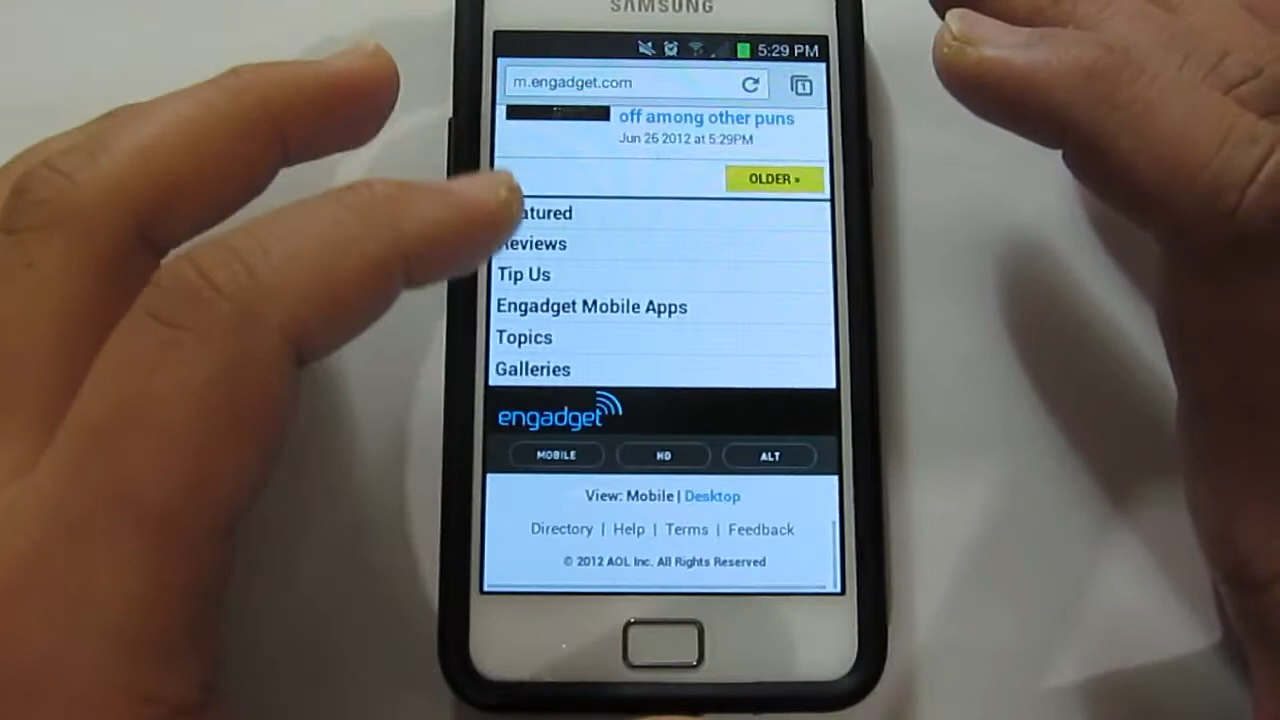 SAMSUNG
5:29 PM
m.engadget.com 1
off among other puns
Jun 26 2012 at 5:29PM
OLDER »
atured
Reviews
Tip Us
Engadget Mobile Apps
Topics
Galleries
engadget
MOBILE HD ALT
View: Mobile | Desktop
Directory | Help | Terms | Feedback
© 2012 AOL Inc. All Rights Reserved